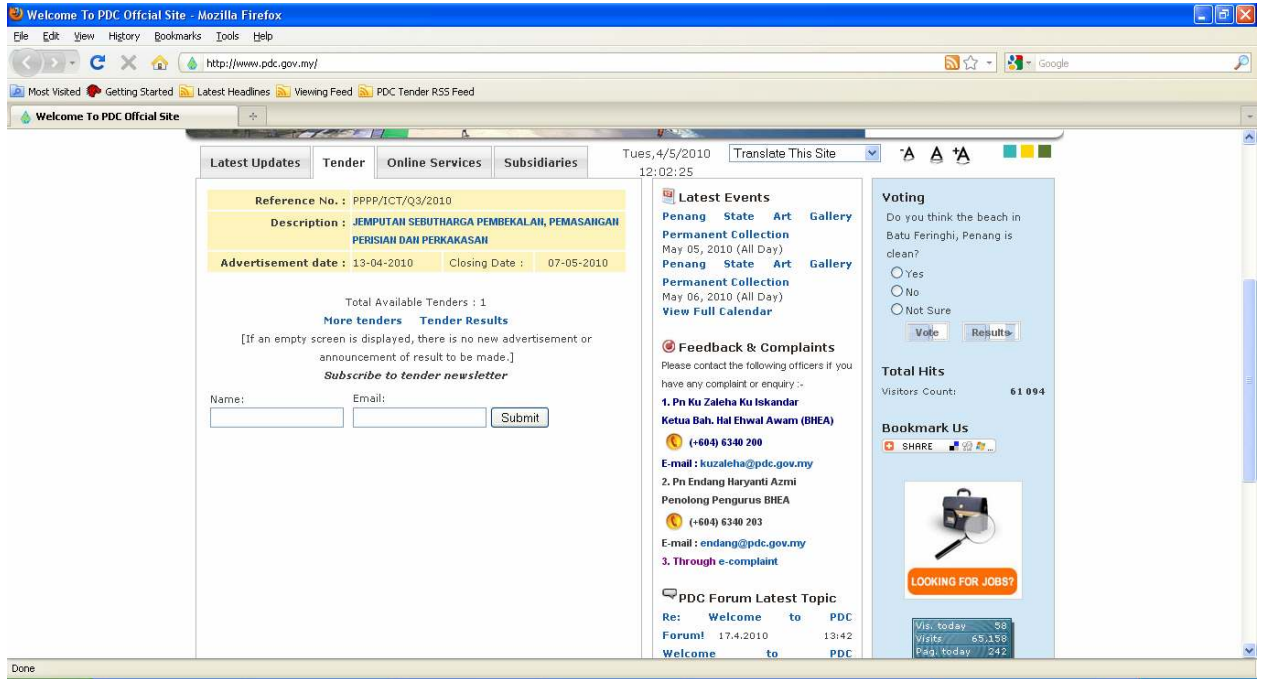 Welcome To PDC Offcial Site - Mozilla Firefox
File Edit View History Bookmarks Tools Help
http://www.pdc.gov.my/
Google
Most Visited Getting Started Latest Headlines Viewing Feed PDC Tender RSS Feed
Welcome To PDC Offcial Site
Latest Updates Tender Online Services Subsidiaries
Tues,4/5/2010
12:02:25
Translate This Site
-A A +A
Reference No. : PPPP/ICT/Q3/2010
Description : JEMPUTAN SEBUTHARGA PEMBEKALAN, PEMASANGAN
PERISIAN DAN PERKAKASAN
Advertisement date : 13-04-2010 Closing Date : 07-05-2010
Total Available Tenders : 1
More tenders Tender Results
[If an empty screen is displayed, there is no new advertisement or
announcement of result to be made.]
Subscribe to tender newsletter
Name: Email:
Submit
Latest Events
Penang State Art Gallery
Permanent Collection
May 05, 2010 (All Day)
Penang State Art Gallery
Permanent Collection
May 06, 2010 (All Day)
View Full Calendar
Feedback & Complaints
Please contact the following officers if you
have any complaint or enquiry :-
1. Pn Ku Zaleha Ku Iskandar
Ketua Bah. Hal Ehwal Awam (BHEA)
(+604) 6340 200
E-mail : kuzaleha@pdc.gov.my
2. Pn Endang Haryanti Azmi
Penolong Pengurus BHEA
(+604) 6340 203
E-mail : endang@pdc.gov.my
3. Through e-complaint
PDC Forum Latest Topic
Re: Welcome to PDC
Forum! 17.4.2010 13:42
Welcome to PDC
Voting
Do you think the beach in
Batu Feringhi, Penang is
clean?
Yes
No
Not Sure
Vote Results
Total Hits
Visitors Count: 61 094
Bookmark Us
SHARE
LOOKING FOR JOBS?
Vis. today 58
Visits 65,158
Pag. today 242
Done